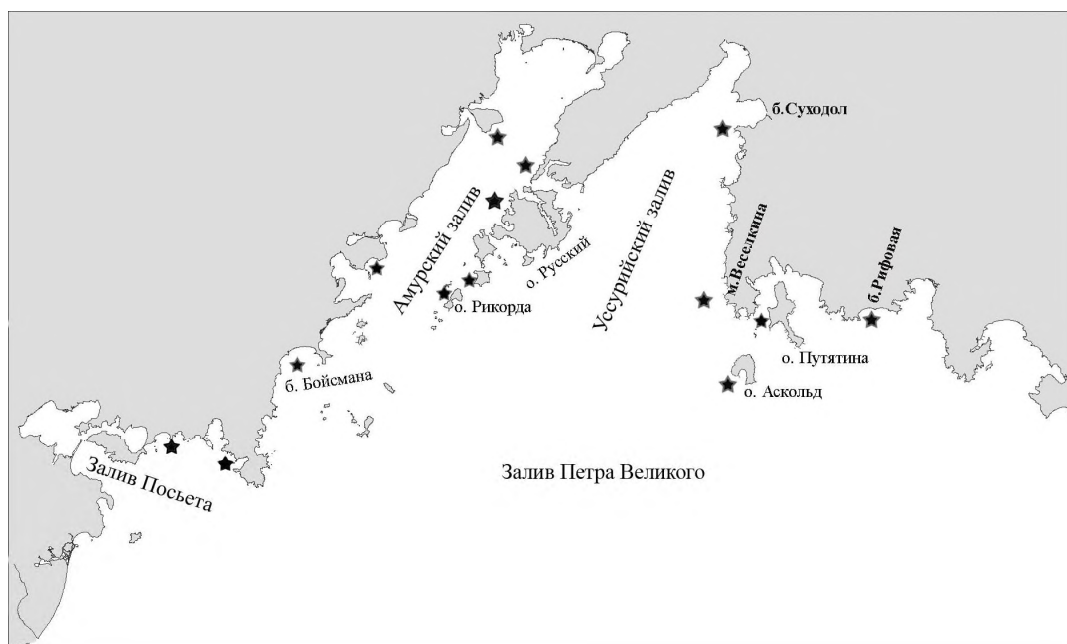 б.Суходол
Амурский залив
о. Русский
Уссурийский залив
м.Веселкина
б.Рифовая
о. Рикорда
о. Путятина
б. Бойсмана
о. Аскольд
Залив Посьета
Залив Петра Великого